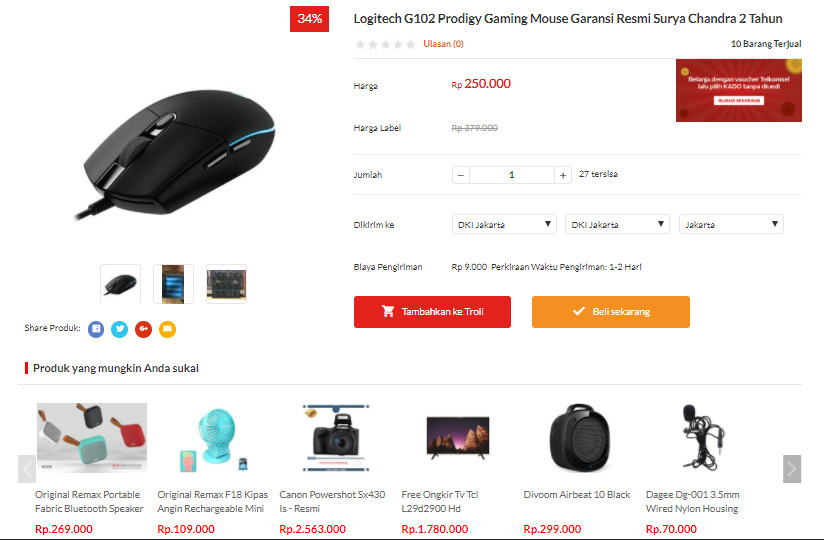 34%
Logitech G102 Prodigy Gaming Mouse Garansi Resmi Surya Chandra 2 Tahun
Ulasan (0)
10 Barang Terjual
Harga
Rp 250.000
Belanja dengan voucher Telkomsel
lalu pilih KADO tanpa diundi
Harga Label
Rp 379.000
Jumlah
− 1 + 27 tersisa
Dikirim ke
DKI Jakarta DKI Jakarta Jakarta
Biaya Pengiriman
Rp 9.000 Perkiraan Waktu Pengiriman: 1-2 Hari
Tambahkan ke Troli
Beli sekarang
Share Produk:
Produk yang mungkin Anda sukai
Original Remax Portable
Fabric Bluetooth Speaker
Rp.269.000
Original Remax F18 Kipas
Angin Rechargeable Mini
Rp.109.000
Canon Powershot Sx430
Is - Resmi
Rp.2.563.000
Free Ongkir Tv Tcl
L29d2900 Hd
Rp.1.780.000
Divoom Airbeat 10 Black
Rp.299.000
Dagee Dg-001 3.5mm
Wired Nylon Housing
Rp.70.000